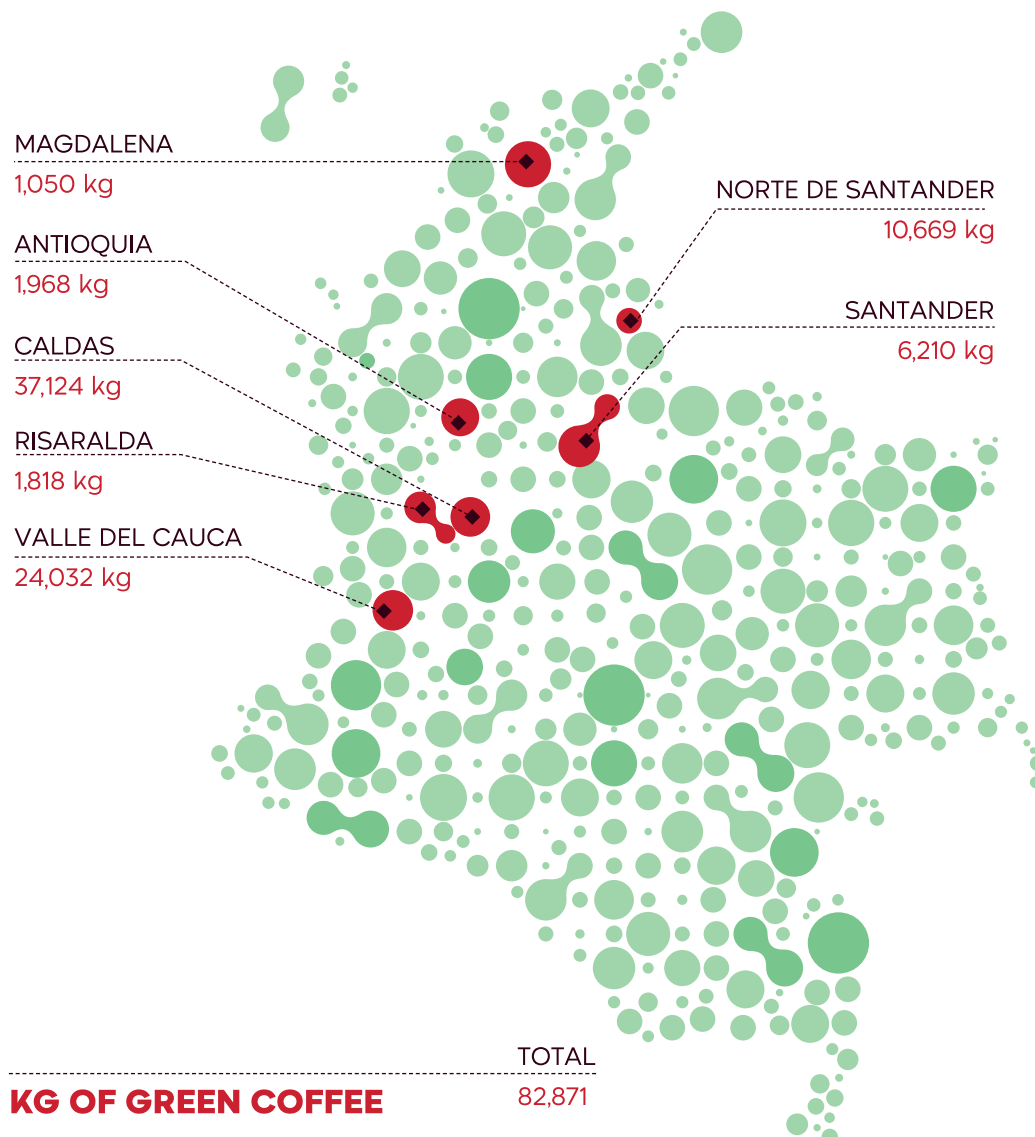 MAGDALENA
1,050 kg
ANTIOQUIA
1,968 kg
CALDAS
37,124 kg
RISARALDA
1,818 kg
VALLE DEL CAUCA
24,032 kg
NORTE DE SANTANDER
10,669 kg
SANTANDER
6,210 kg
TOTAL
KG OF GREEN COFFEE
82,871